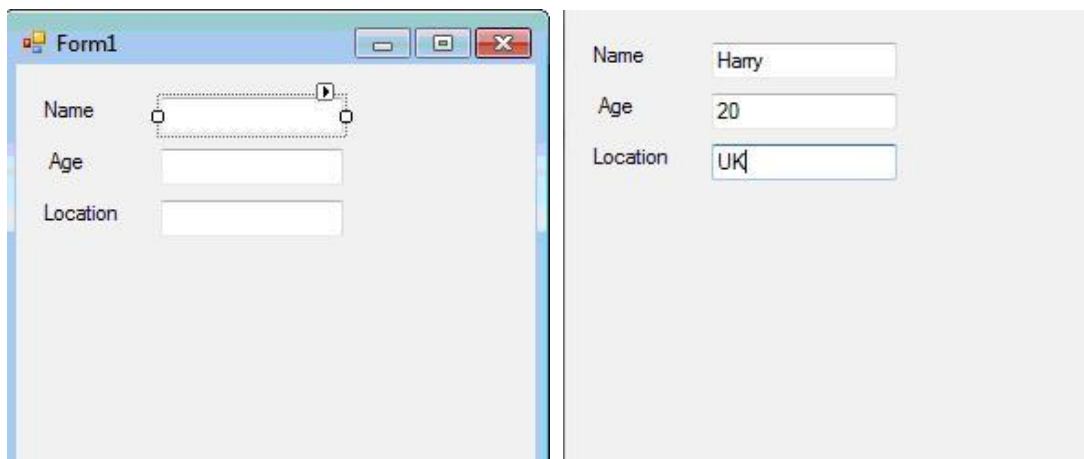 Form1
Name
Age
Location
Name Harry
Age 20
Location UK